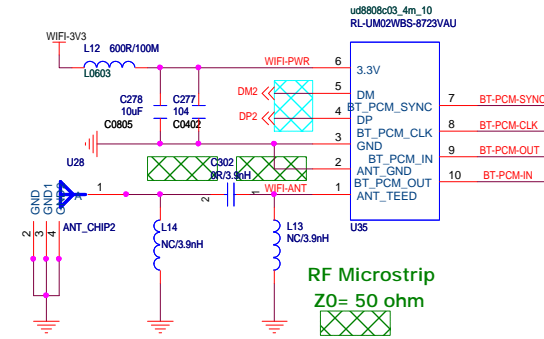 ud8808c03_4m_10
RL-UM02WBS-8723VAU
WIFI-3V3
L12 600R/100M
L0603
WIFI-PWR
6
3.3V
C278
10uF
C0805
C277
104
C0402
DM2
5
DM
BT_PCM_SYNC
7
BT-PCM-SYNC
DP2
4
DP
BT_PCM_CLK
8
BT-PCM-CLK
3
GND
BT_PCM_IN
9
BT-PCM-OUT
2
ANT_GND
BT_PCM_OUT
10
BT-PCM-IN
1
ANT_TEED
U35
U28
C302
0R/3.9nH
WIFI-ANT
1
2
1
GND
GND1
2
3
4
ANT_CHIP2
L14
NC/3.9nH
L13
NC/3.9nH
RF Microstrip
Z0= 50 ohm